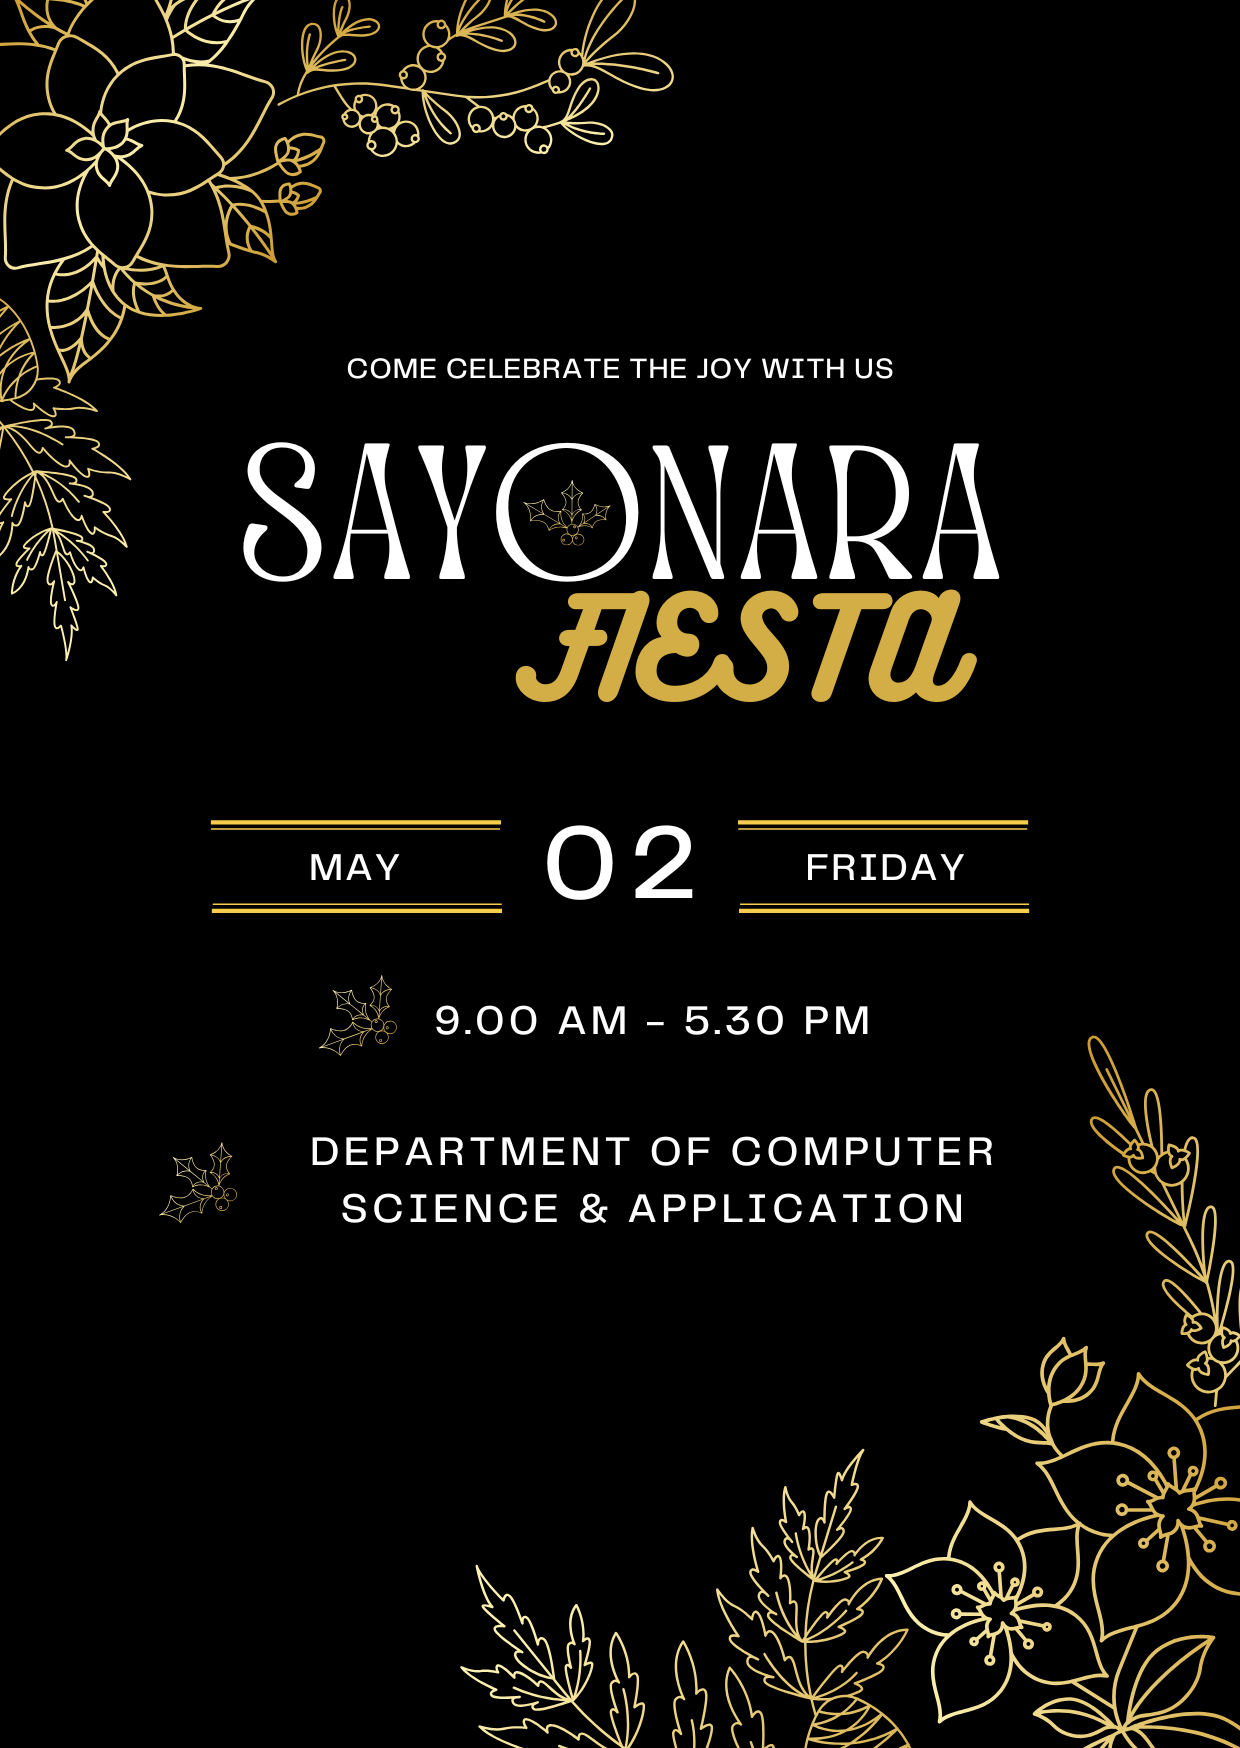 COME CELEBRATE THE JOY WITH US
SAYONARA
FIESTA
MAY 02 FRIDAY
9.00 AM - 5.30 PM
DEPARTMENT OF COMPUTER
SCIENCE & APPLICATION